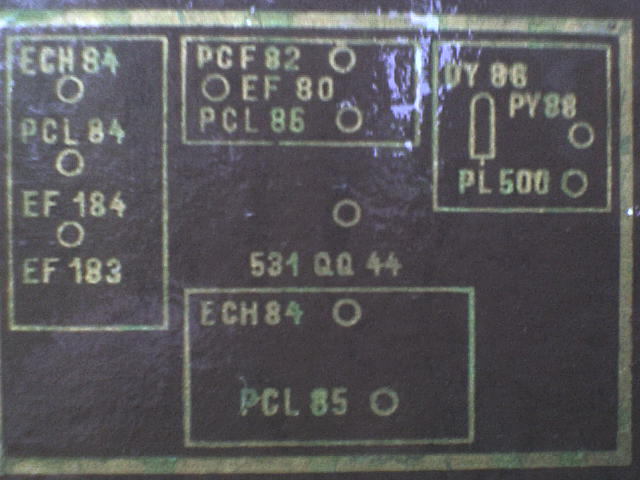 ECH 84
PCL 84
EF 184
EF 183
PCF 82
EF 80
PCL 86
DY 86
PY 88
PL 500
531 QQ 44
ECH 84
PCL 85